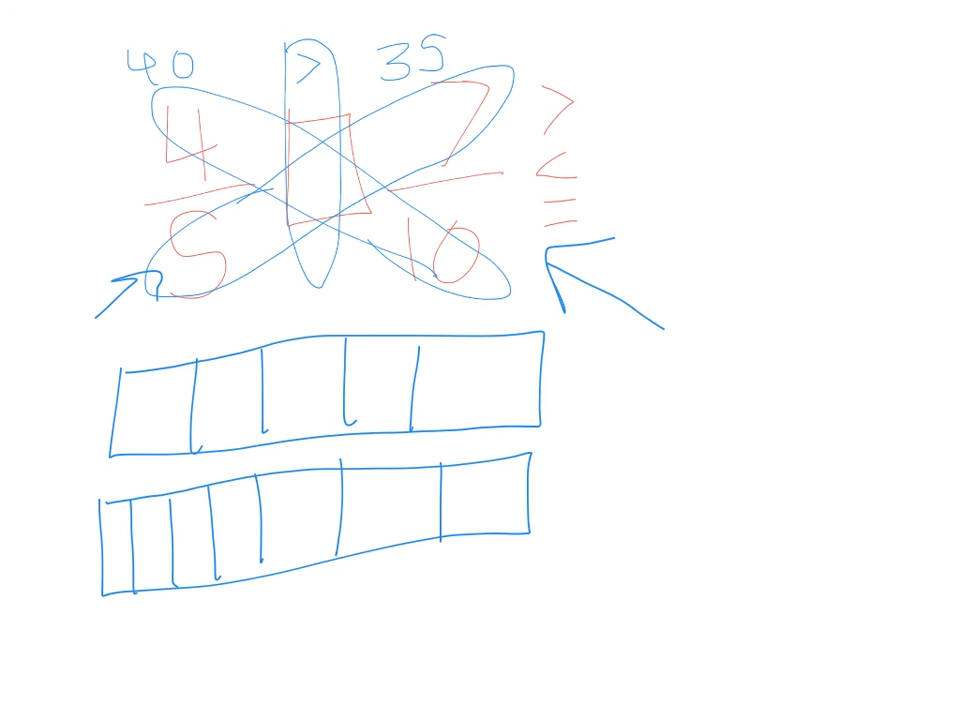 40 > 35
4/5 □ 7/10
>
<
=